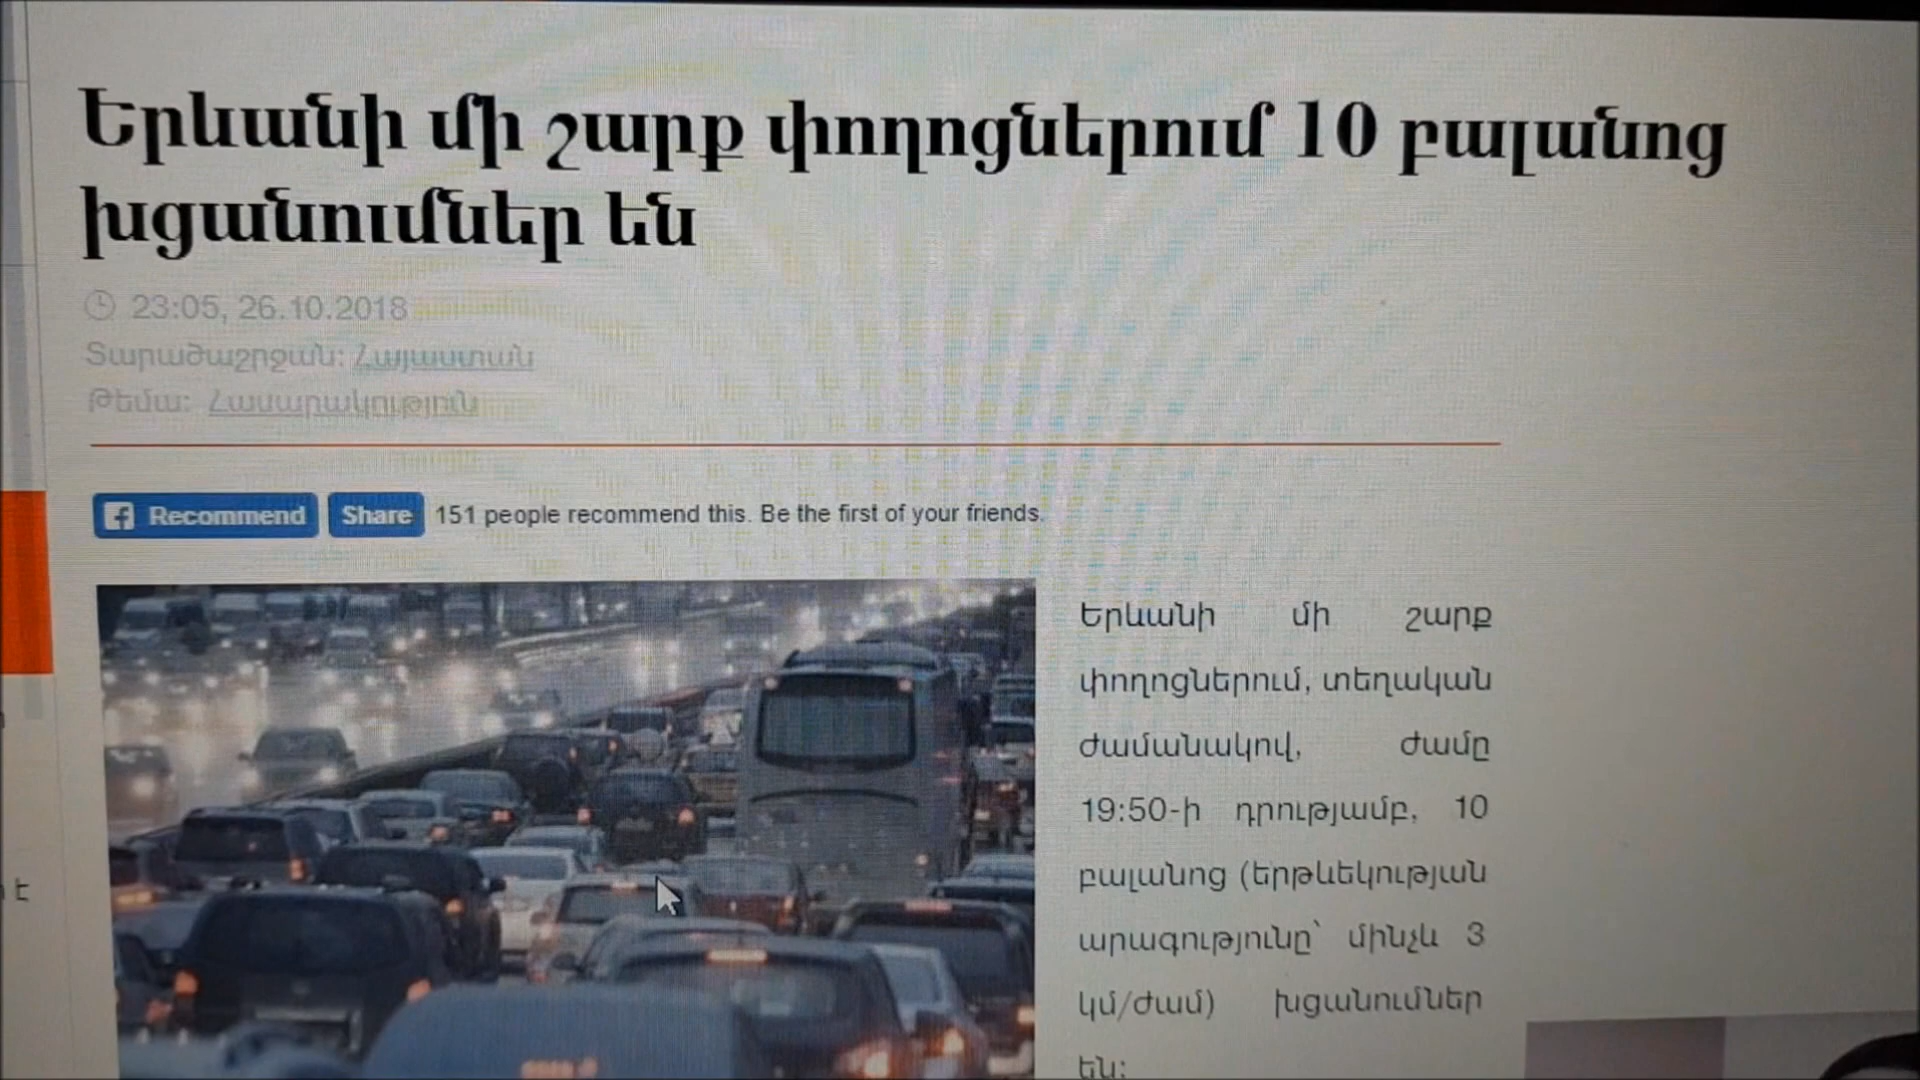 Երևանի մի շարք փողոցներում 10 բալանոց
խցանումներ են
23:05, 26.10.2018
Տարածաշրջան: Հայաստան
Թեմա: Հասարակություն
Recommend Share 151 people recommend this. Be the first of your friends.
Երևանի մի շարք
փողոցներում, տեղական
ժամանակով, ժամը
19:50-ի դրությամբ, 10
բալանոց (երթևեկության
արագությունը՝ մինչև 3
կմ/ժամ) խցանումներ
են:
է